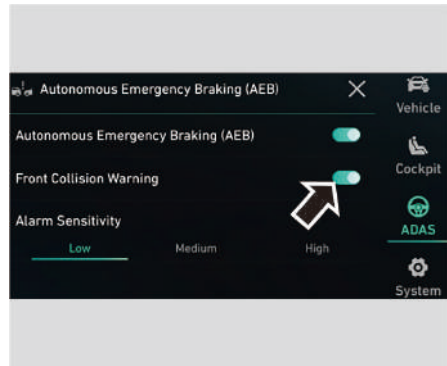 Autonomous Emergency Braking (AEB)
Autonomous Emergency Braking (AEB)
Front Collision Warning
Alarm Sensitivity
Low Medium High
Vehicle
Cockpit
ADAS
System